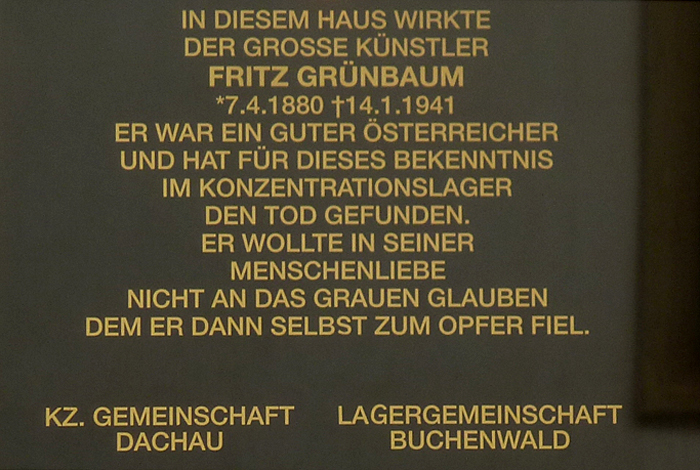 IN DIESEM HAUS WIRKTE
DER GROSSE KÜNSTLER
FRITZ GRÜNBAUM
*7.4.1880 †14.1.1941
ER WAR EIN GUTER ÖSTERREICHER
UND HAT FÜR DIESES BEKENNTNIS
IM KONZENTRATIONSLAGER
DEN TOD GEFUNDEN.
ER WOLLTE IN SEINER
MENSCHENLIEBE
NICHT AN DAS GRAUEN GLAUBEN
DEM ER DANN SELBST ZUM OPFER FIEL.
KZ. GEMEINSCHAFT
DACHAU
LAGERGEMEINSCHAFT
BUCHENWALD